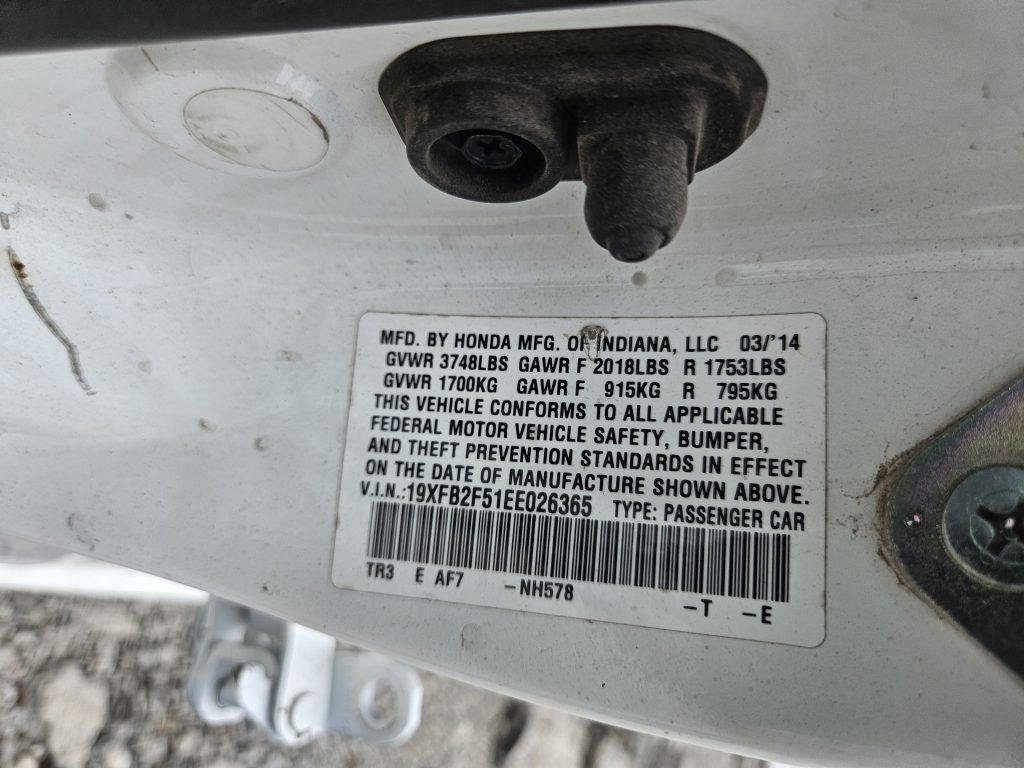 MFD. BY HONDA MFG. OF INDIANA, LLC 03/'14
GVWR 3748LBS GAWR F 2018LBS R 1753LBS
GVWR 1700KG GAWR F 915KG R 795KG
THIS VEHICLE CONFORMS TO ALL APPLICABLE
FEDERAL MOTOR VEHICLE SAFETY, BUMPER,
AND THEFT PREVENTION STANDARDS IN EFFECT
ON THE DATE OF MANUFACTURE SHOWN ABOVE.
V.I.N.:19XFB2F51EE026365 TYPE: PASSENGER CAR
TR3 E AF7 -NH578 -T -E